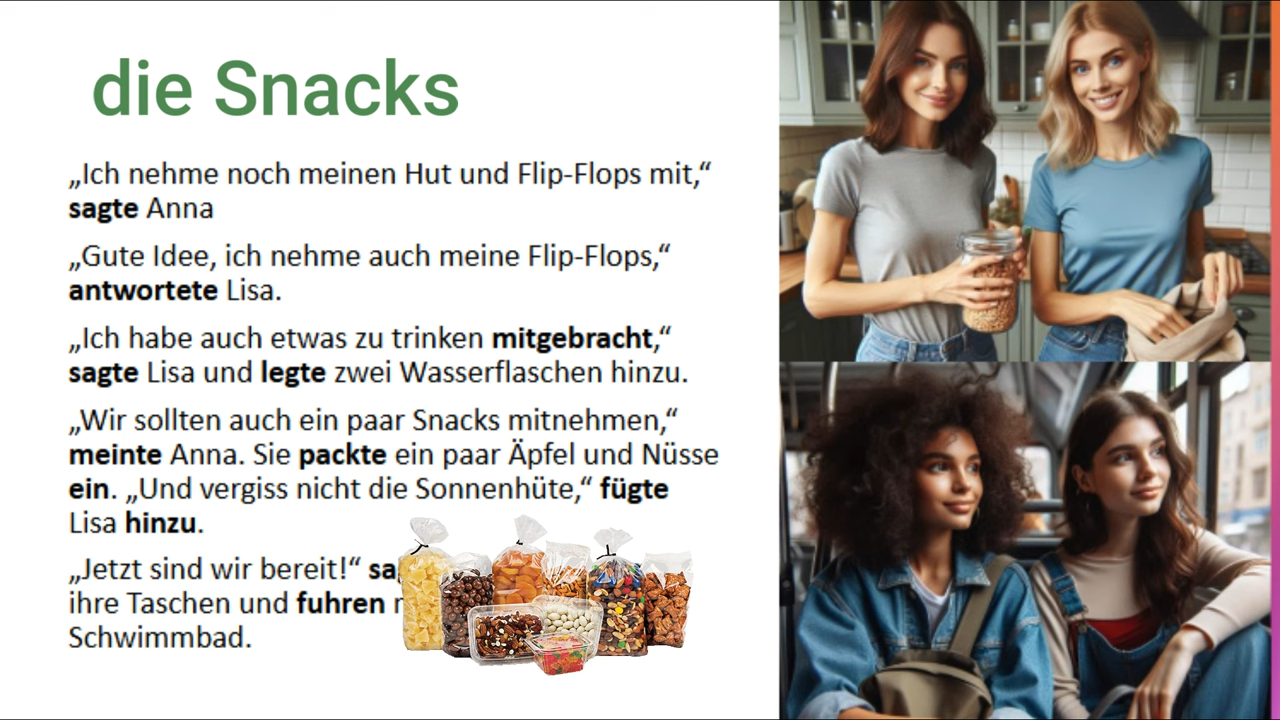 die Snacks
„Ich nehme noch meinen Hut und Flip-Flops mit,“
sagte Anna
„Gute Idee, ich nehme auch meine Flip-Flops,“
antwortete Lisa.
„Ich habe auch etwas zu trinken mitgebracht,“
sagte Lisa und legte zwei Wasserflaschen hinzu.
„Wir sollten auch ein paar Snacks mitnehmen,“
meinte Anna. Sie packte ein paar Äpfel und Nüsse
ein. „Und vergiss nicht die Sonnenhüte,“ fügte
Lisa hinzu.
„Jetzt sind wir bereit!“
ihre Taschen und fuhren
Schwimmbad.